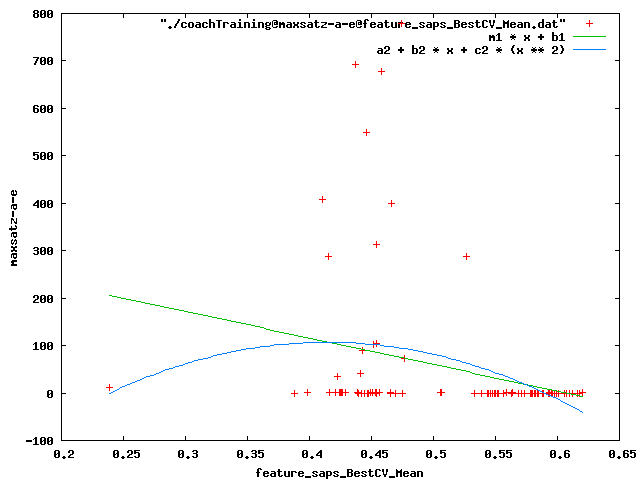 "./coachTraining@maxsatz-a-e@feature_saps_BestCV_Mean.dat"
m1 * x + b1
a2 + b2 * x + c2 * (x ** 2)
800
700
600
500
400
300
200
100
0
-100
maxsatz-a-e
0.2 0.25 0.3 0.35 0.4 0.45 0.5 0.55 0.6 0.65
feature_saps_BestCV_Mean